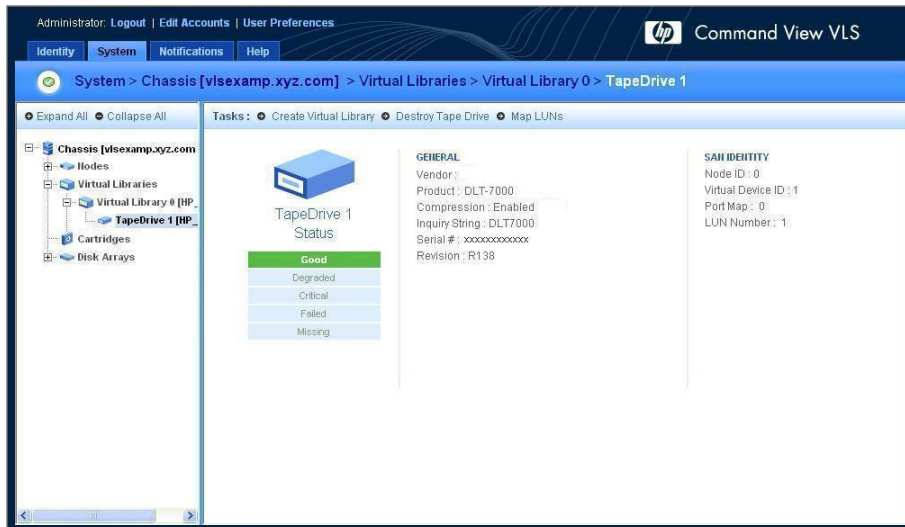 Administrator: Logout | Edit Accounts | User Preferences
hp Command View VLS
Identity System Notifications Help
System > Chassis [vlsexamp.xyz.com] > Virtual Libraries > Virtual Library 0 > TapeDrive 1
Expand All Collapse All
Tasks: Create Virtual Library Destroy Tape Drive Map LUNs
Chassis [vlsexamp.xyz.com
Nodes
Virtual Libraries
Virtual Library 0 [HP_
TapeDrive 1 [HP_
Cartridges
Disk Arrays
TapeDrive 1
Status
Good
Degraded
Critical
Failed
Missing
GENERAL
Vendor :
Product : DLT-7000
Compression : Enabled
Inquiry String : DLT7000
Serial # : xxxxxxxxxxxx
Revision : R138
SAN IDENTITY
Node ID : 0
Virtual Device ID : 1
Port Map : 0
LUN Number : 1